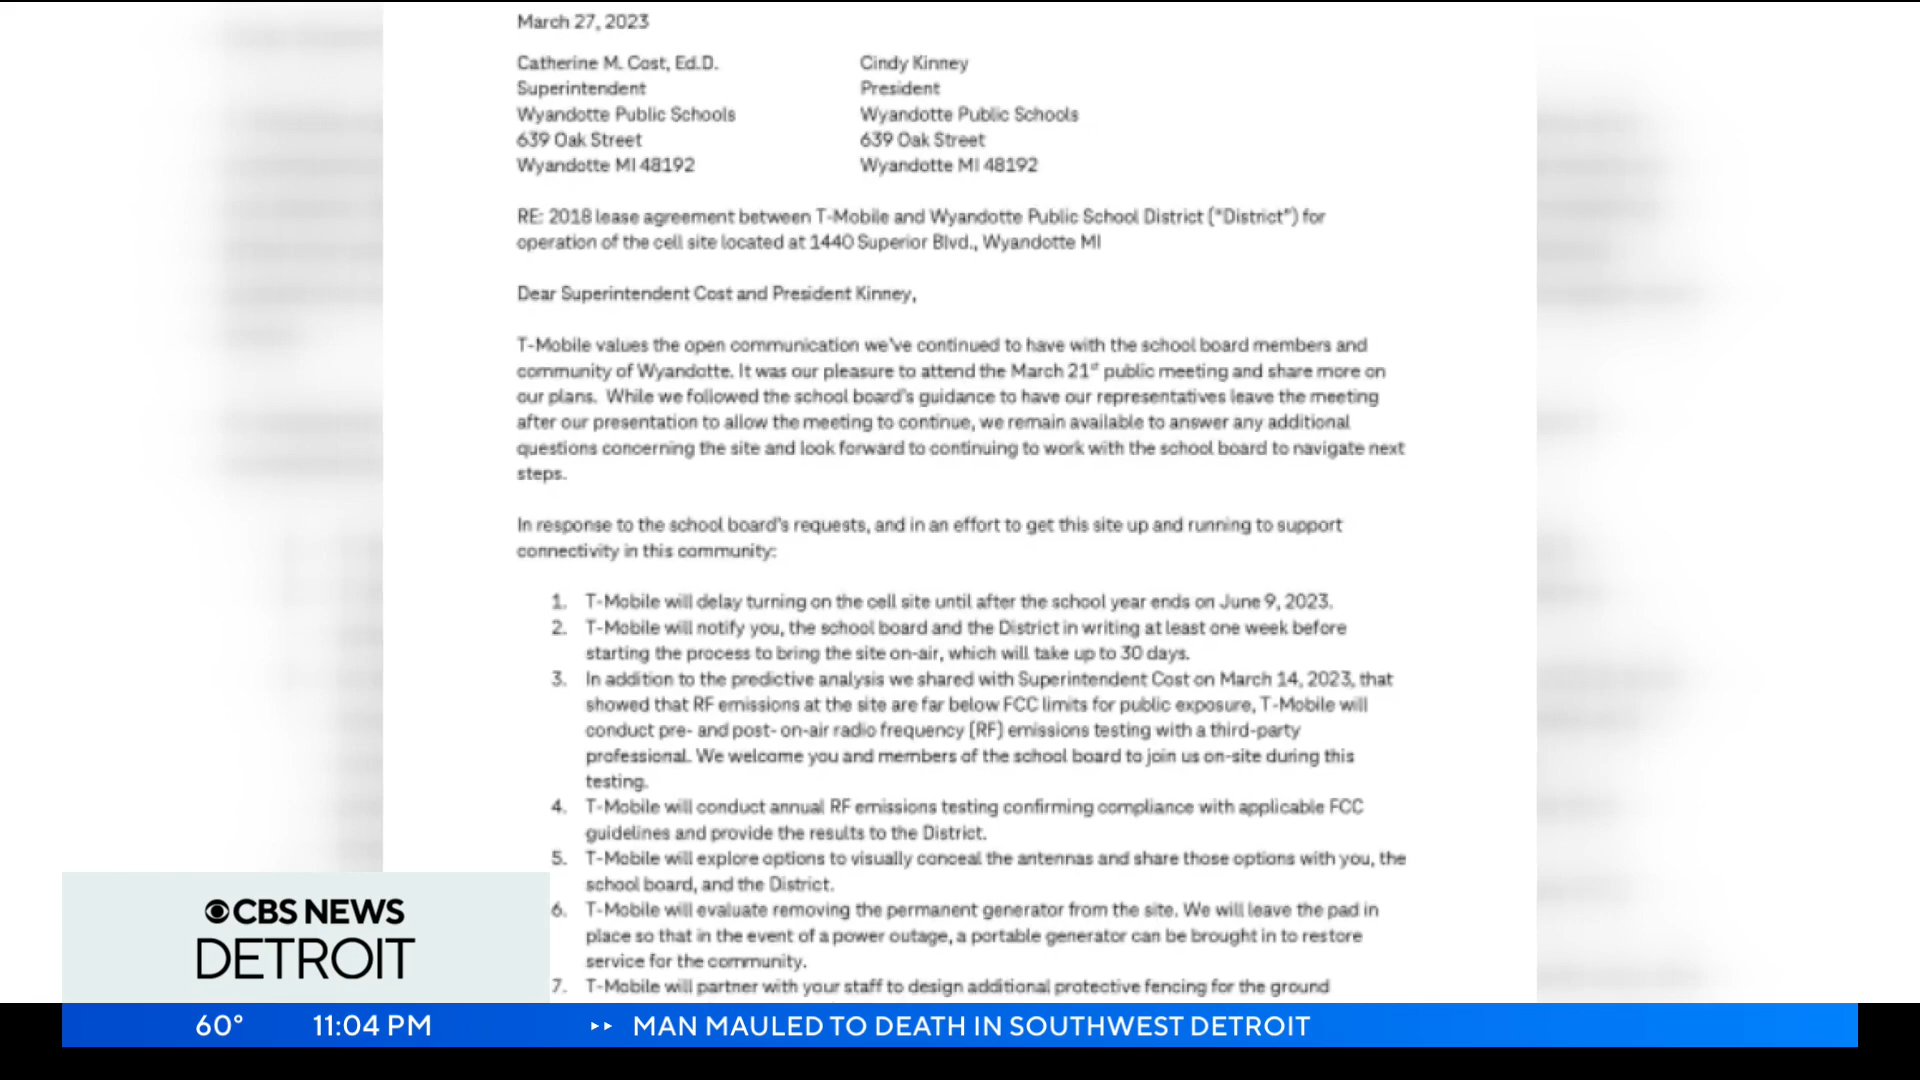 March 27, 2023
Catherine M. Cost, Ed.D.
Superintendent
Wyandotte Public Schools
639 Oak Street
Wyandotte MI 48192
Cindy Kinney
President
Wyandotte Public Schools
639 Oak Street
Wyandotte MI 48192
RE: 2018 lease agreement between T-Mobile and Wyandotte Public School District ("District") for
operation of the cell site located at 1440 Superior Blvd., Wyandotte MI
Dear Superintendent Cost and President Kinney,
T-Mobile values the open communication we've continued to have with the school board members and
community of Wyandotte. It was our pleasure to attend the March 21st public meeting and share more on
our plans. While we followed the school board's guidance to have our representatives leave the meeting
after our presentation to allow the meeting to continue, we remain available to answer any additional
questions concerning the site and look forward to continuing to work with the school board to navigate next
steps.
In response to the school board's requests, and in an effort to get this site up and running to support
connectivity in this community:
1. T-Mobile will delay turning on the cell site until after the school year ends on June 9, 2023.
2. T-Mobile will notify you, the school board and the District in writing at least one week before
starting the process to bring the site on-air, which will take up to 30 days.
3. In addition to the predictive analysis we shared with Superintendent Cost on March 14, 2023, that
showed that RF emissions at the site are far below FCC limits for public exposure, T-Mobile will
conduct pre- and post- on-air radio frequency (RF) emissions testing with a third-party
professional. We welcome you and members of the school board to join us on-site during this
testing.
4. T-Mobile will conduct annual RF emissions testing confirming compliance with applicable FCC
guidelines and provide the results to the District.
5. T-Mobile will explore options to visually conceal the antennas and share those options with you, the
school board, and the District.
6. T-Mobile will evaluate removing the permanent generator from the site. We will leave the pad in
place so that in the event of a power outage, a portable generator can be brought in to restore
service for the community.
7. T-Mobile will partner with your staff to design additional protective fencing for the ground
CBS NEWS
DETROIT
60° 11:04 PM MAN MAULED TO DEATH IN SOUTHWEST DETROIT